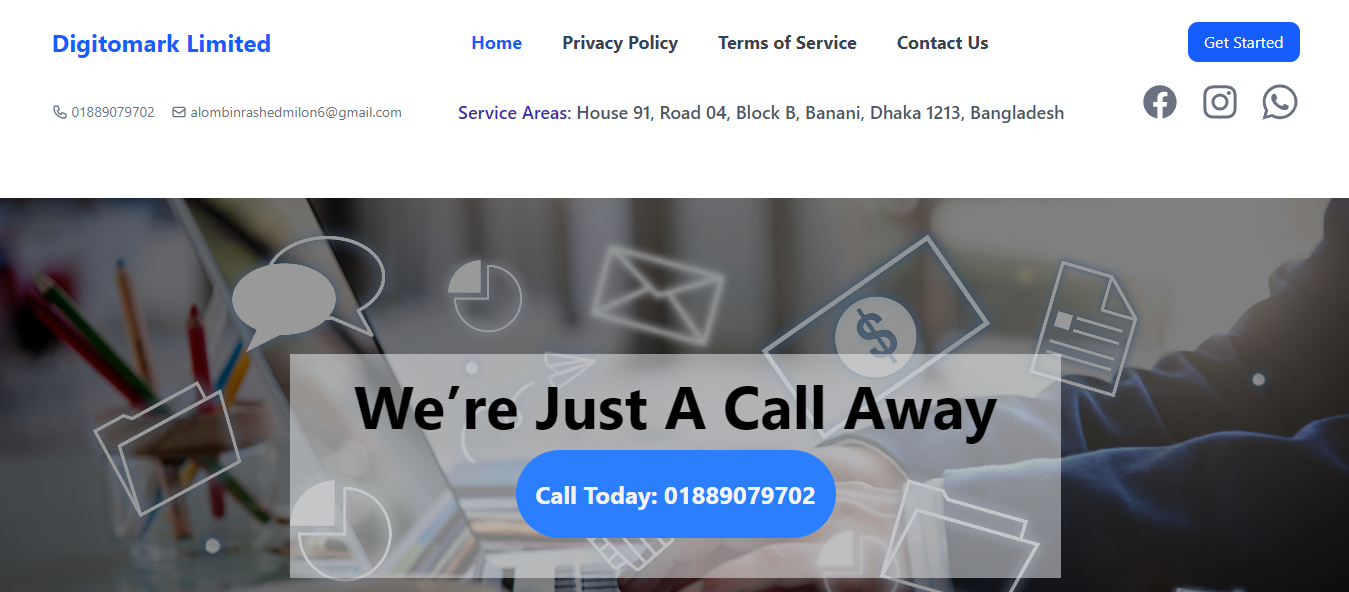 Digitomark Limited
Home Privacy Policy Terms of Service Contact Us
Get Started
01889079702 alombinrashedmilon6@gmail.com
Service Areas: House 91, Road 04, Block B, Banani, Dhaka 1213, Bangladesh
$
We’re Just A Call Away
Call Today: 01889079702